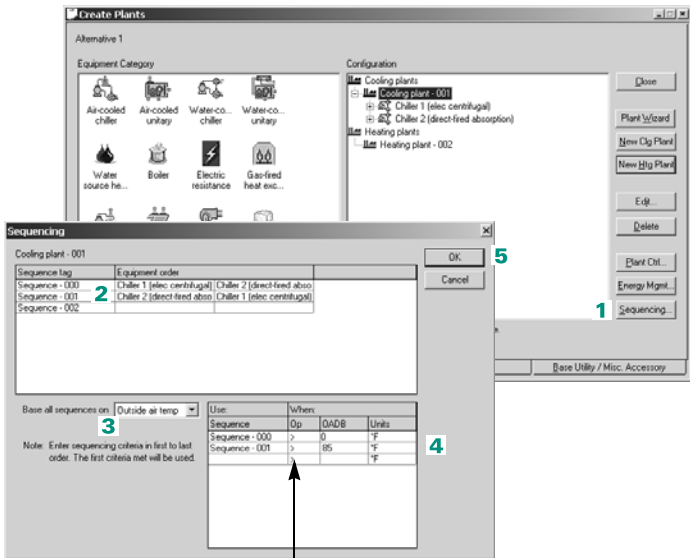 Create Plants
Alternative 1
Equipment Category
Configuration
Air-cooled chiller
Air-cooled unitary
Water-co... chiller
Water-co... unitary
Water source he...
Boiler
Electric resistance
Gas-fired heat exc...
Cooling plants
Cooling plant - 001
Chiller 1 (elec centrifugal)
Chiller 2 (direct-fired absorption)
Heating plants
Heating plant - 002
Close
Plant Wizard
New Clg Plant
New Htg Plant
Edit...
Delete
Plant Ctrl...
Energy Mgmt...
1 Sequencing...
Base Utility / Misc. Accessory
Sequencing
Cooling plant - 001
OK 5
Cancel
Sequence tag Equipment order
Sequence - 000 Chiller 1 (elec centrifugal) Chiller 2 (direct-fired abso
Sequence - 001 2 Chiller 2 (direct-fired abso Chiller 1 (elec centrifugal)
Sequence - 002
Base all sequences on: Outside air temp
3
Note: Enter sequencing criteria in first to last
order. The first criteria met will be used.
Use: When:
Sequence Op OADB Units
Sequence - 000 > 0 °F
Sequence - 001 > 85 °F
> °F
4